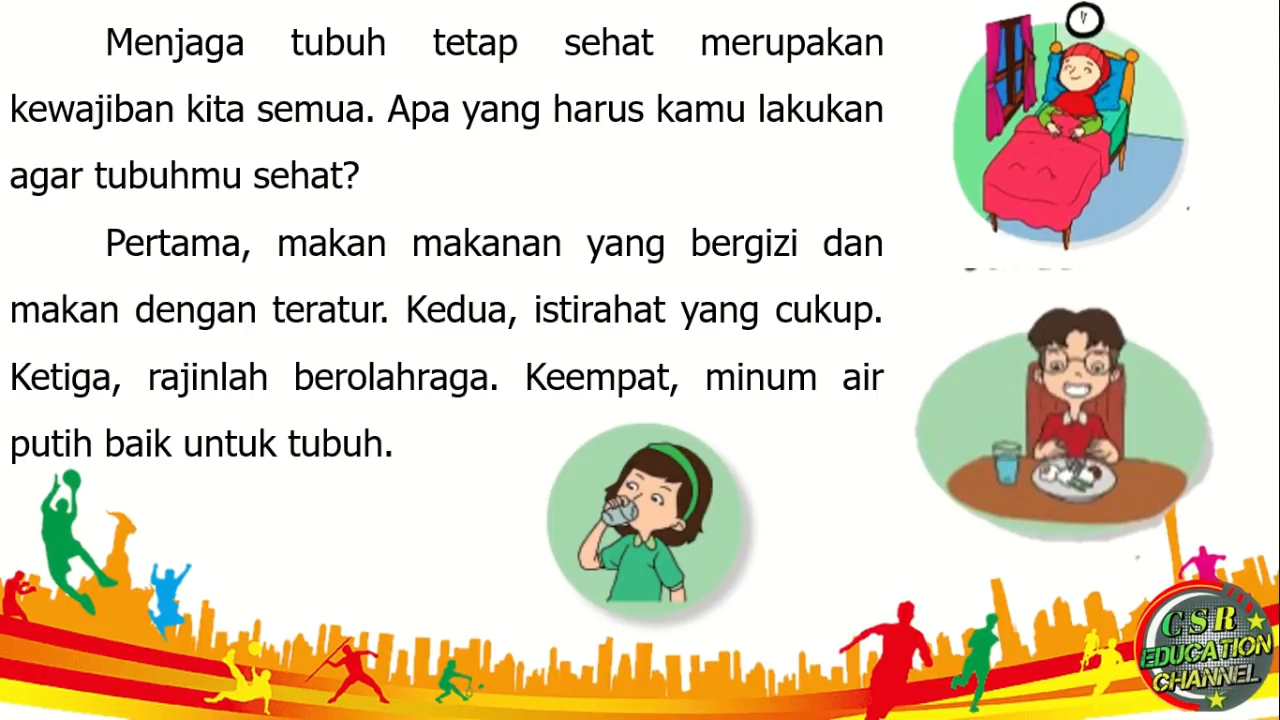 Menjaga tubuh tetap sehat merupakan
kewajiban kita semua. Apa yang harus kamu lakukan
agar tubuhmu sehat?
Pertama, makan makanan yang bergizi dan
makan dengan teratur. Kedua, istirahat yang cukup.
Ketiga, rajinlah berolahraga. Keempat, minum air
putih baik untuk tubuh.
CSR
EDUCATION
CHANNEL